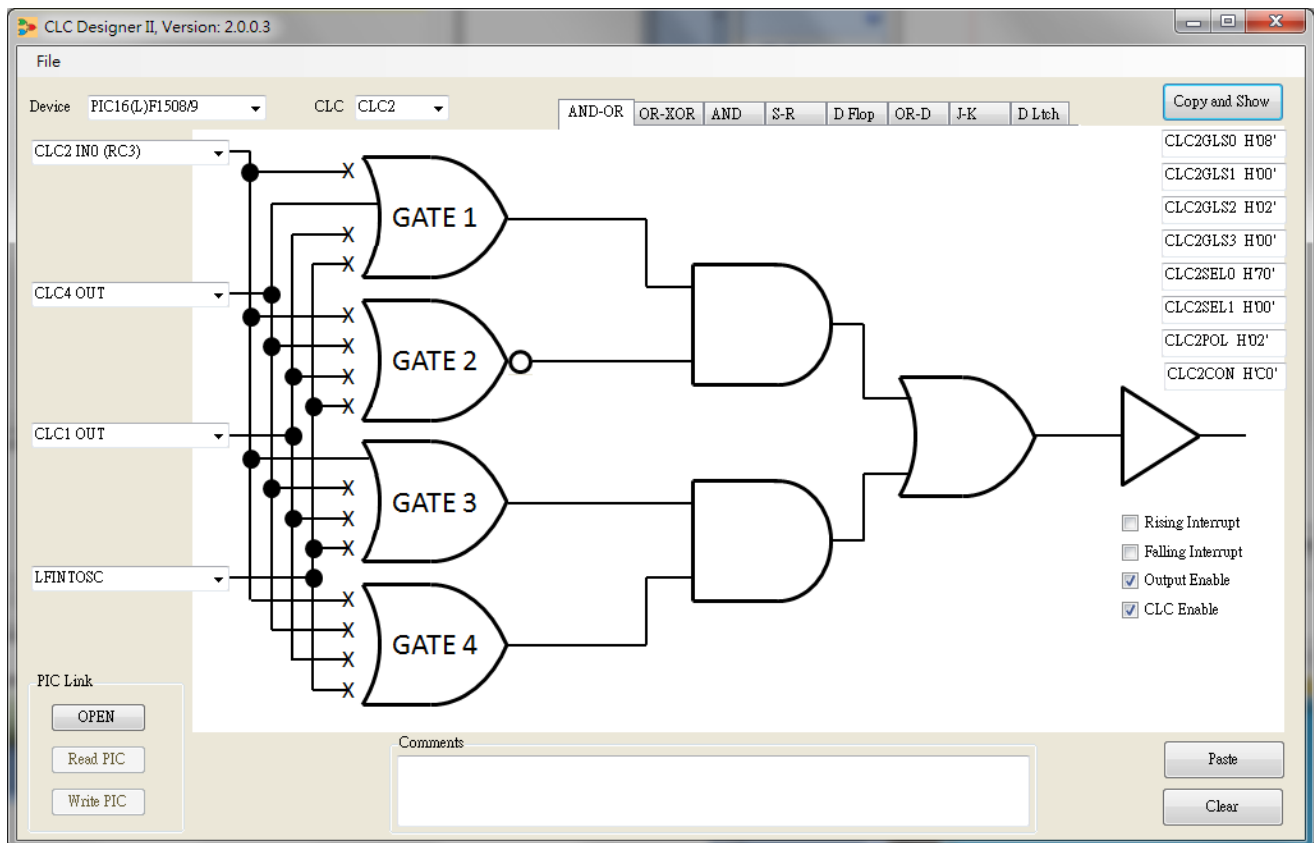 CLC Designer II, Version: 2.0.0.3
File
Device PIC16(L)F1508/9 CLC CLC2
AND-OR OR-XOR AND S-R D Flop OR-D J-K D Ltch
Copy and Show
CLC2 IN0 (RC3)
CLC4 OUT
CLC1 OUT
LFINTOSC
X
X
X
GATE 1
X
X
X
X
GATE 2
X
X
X
GATE 3
X
X
X
X
GATE 4
CLC2GLS0 H'08'
CLC2GLS1 H'00'
CLC2GLS2 H'02'
CLC2GLS3 H'00'
CLC2SEL0 H'70'
CLC2SEL1 H'00'
CLC2POL H'02'
CLC2CON H'C0'
Rising Interrupt
Falling Interrupt
Output Enable
CLC Enable
PIC Link
OPEN
Read PIC
Write PIC
Comments
Paste
Clear